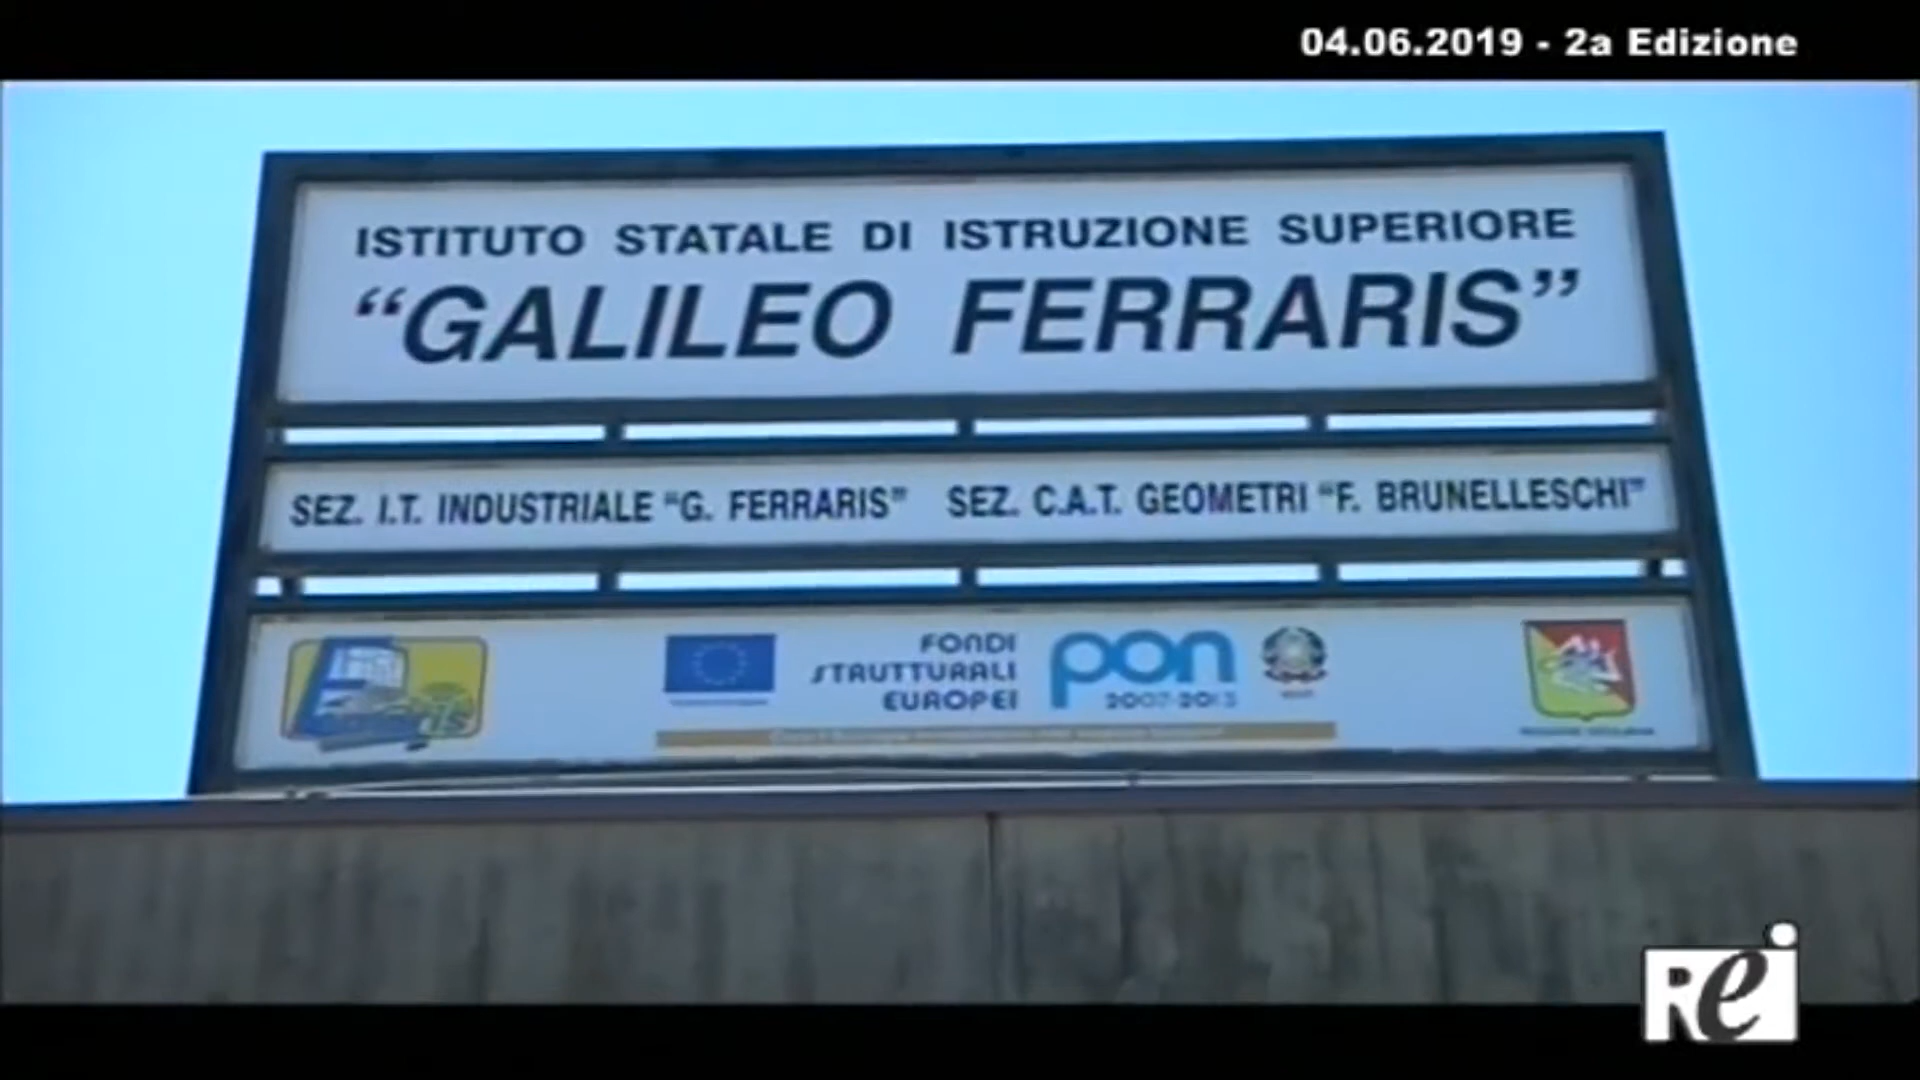 04.06.2019 - 2a Edizione
ISTITUTO STATALE DI ISTRUZIONE SUPERIORE
“GALILEO FERRARIS”
SEZ. I.T. INDUSTRIALE “G. FERRARIS” SEZ. C.A.T. GEOMETRI “F. BRUNELLESCHI”
FONDI
STRUTTURALI
EUROPEI
pon
2007-2013
Rei